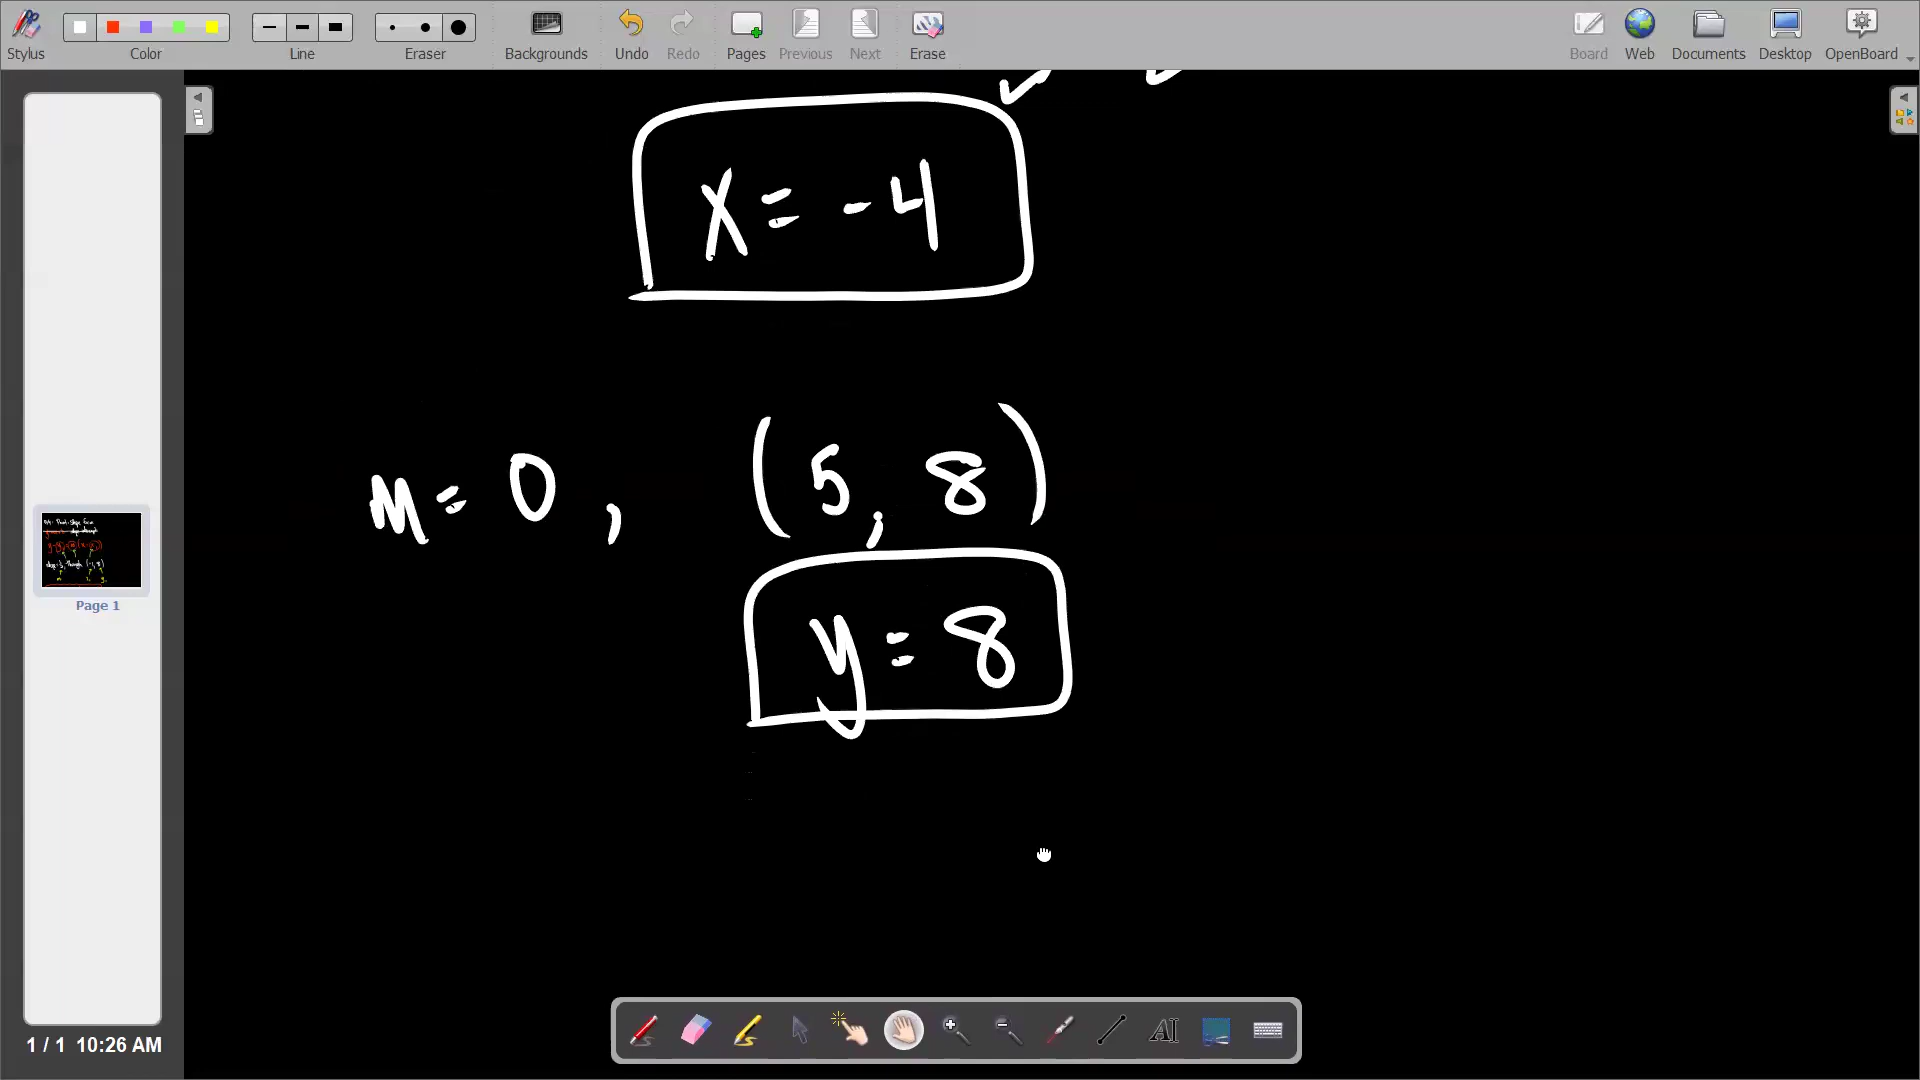 Stylus Color Line Eraser Backgrounds Undo Redo Pages Previous Next Erase Board Web Documents Desktop OpenBoard
x = -4
M = 0 , (5, 8)
y = 8
Page 1
1 / 1 10:26 AM
AI